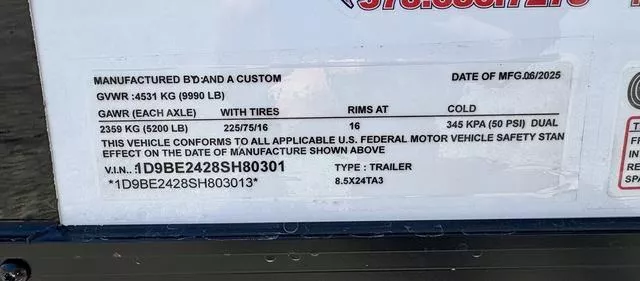 MANUFACTURED BY:D AND A CUSTOM DATE OF MFG.:06/2025
GVWR :4531 KG (9990 LB)
GAWR (EACH AXLE) WITH TIRES RIMS AT COLD
2359 KG (5200 LB) 225/75/16 16 345 KPA (50 PSI) DUAL
THIS VEHICLE CONFORMS TO ALL APPLICABLE U.S. FEDERAL MOTOR VEHICLE SAFETY STAN
EFFECT ON THE DATE OF MANUFACTURE SHOWN ABOVE
V.I.N.: 1D9BE2428SH80301 TYPE : TRAILER
*1D9BE2428SH803013* 8.5X24TA3